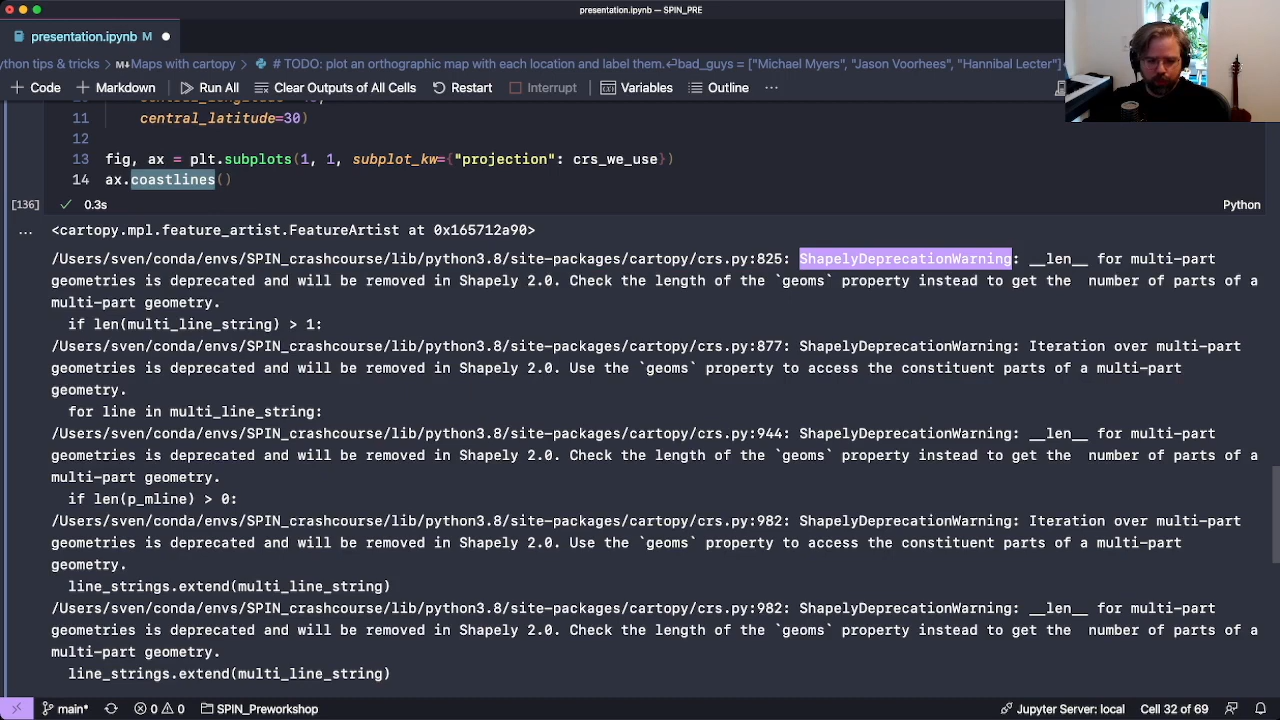 presentation.ipynb — SPIN_PRE
presentation.ipynb M
ython tips & tricks > Maps with cartopy > # TODO: plot an orthographic map with each location and label them.↵bad_guys = ["Michael Myers", "Jason Voorhees", "Hannibal Lecter"]
Code Markdown Run All Clear Outputs of All Cells Restart Interrupt Variables Outline ...
11 central_latitude=30)
12
13 fig, ax = plt.subplots(1, 1, subplot_kw={"projection": crs_we_use})
14 ax.coastlines()
[136] 0.3s Python
... <cartopy.mpl.feature_artist.FeatureArtist at 0x165712a90>
/Users/sven/conda/envs/SPIN_crashcourse/lib/python3.8/site-packages/cartopy/crs.py:825: ShapelyDeprecationWarning: __len__ for multi-part
geometries is deprecated and will be removed in Shapely 2.0. Check the length of the `geoms` property instead to get the  number of parts of a
multi-part geometry.
if len(multi_line_string) > 1:
/Users/sven/conda/envs/SPIN_crashcourse/lib/python3.8/site-packages/cartopy/crs.py:877: ShapelyDeprecationWarning: Iteration over multi-part
geometries is deprecated and will be removed in Shapely 2.0. Use the `geoms` property to access the constituent parts of a multi-part
geometry.
for line in multi_line_string:
/Users/sven/conda/envs/SPIN_crashcourse/lib/python3.8/site-packages/cartopy/crs.py:944: ShapelyDeprecationWarning: __len__ for multi-part
geometries is deprecated and will be removed in Shapely 2.0. Check the length of the `geoms` property instead to get the  number of parts of a
multi-part geometry.
if len(p_mline) > 0:
/Users/sven/conda/envs/SPIN_crashcourse/lib/python3.8/site-packages/cartopy/crs.py:982: ShapelyDeprecationWarning: Iteration over multi-part
geometries is deprecated and will be removed in Shapely 2.0. Use the `geoms` property to access the constituent parts of a multi-part
geometry.
line_strings.extend(multi_line_string)
/Users/sven/conda/envs/SPIN_crashcourse/lib/python3.8/site-packages/cartopy/crs.py:982: ShapelyDeprecationWarning: __len__ for multi-part
geometries is deprecated and will be removed in Shapely 2.0. Check the length of the `geoms` property instead to get the  number of parts of a
multi-part geometry.
line_strings.extend(multi_line_string)
main* 0 0 SPIN_Preworkshop Jupyter Server: local Cell 32 of 69